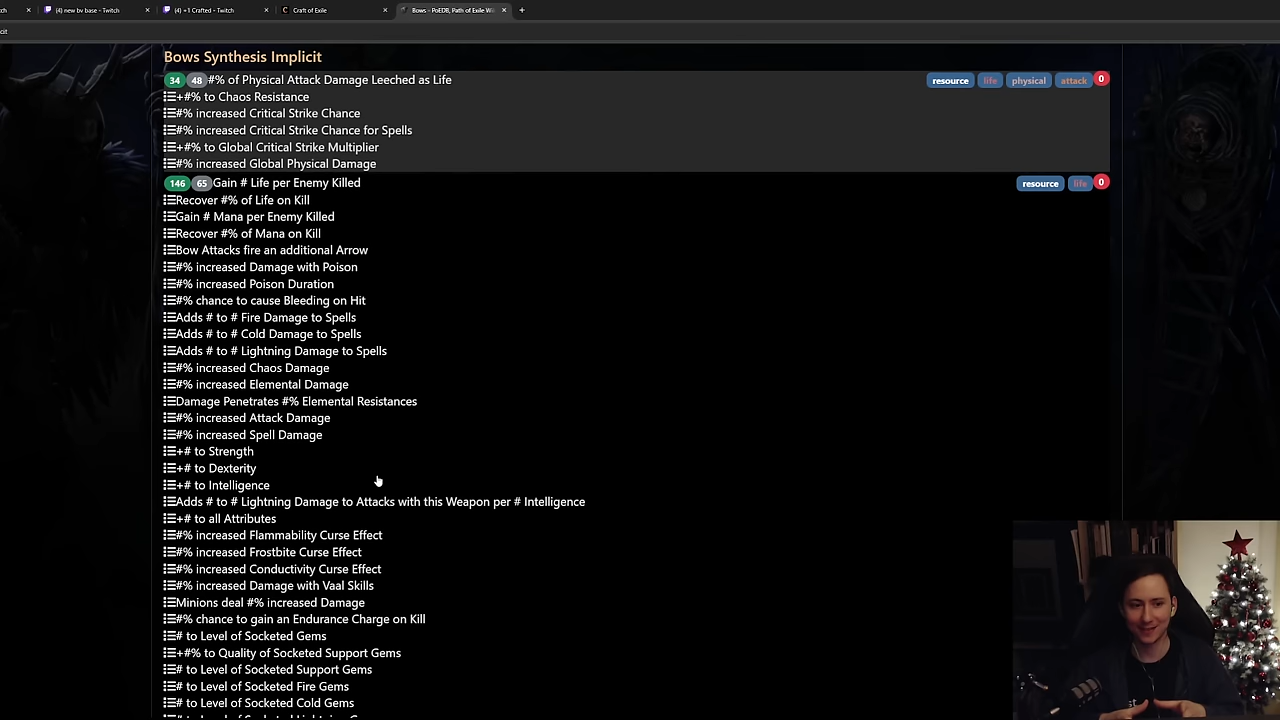 (4) new bv base - Twitch
(4) +1 Crafted - Twitch
Craft of Exile
Bows - PoEDB, Path of Exile
Bows Synthesis Implicit
34 48 #% of Physical Attack Damage Leeched as Life resource life physical attack 0
+#% to Chaos Resistance
#% increased Critical Strike Chance
#% increased Critical Strike Chance for Spells
+#% to Global Critical Strike Multiplier
#% increased Global Physical Damage
146 65 Gain # Life per Enemy Killed resource life 0
Recover #% of Life on Kill
Gain # Mana per Enemy Killed
Recover #% of Mana on Kill
Bow Attacks fire an additional Arrow
#% increased Damage with Poison
#% increased Poison Duration
#% chance to cause Bleeding on Hit
Adds # to # Fire Damage to Spells
Adds # to # Cold Damage to Spells
Adds # to # Lightning Damage to Spells
#% increased Chaos Damage
#% increased Elemental Damage
Damage Penetrates #% Elemental Resistances
#% increased Attack Damage
#% increased Spell Damage
+# to Strength
+# to Dexterity
+# to Intelligence
Adds # to # Lightning Damage to Attacks with this Weapon per # Intelligence
+# to all Attributes
#% increased Flammability Curse Effect
#% increased Frostbite Curse Effect
#% increased Conductivity Curse Effect
#% increased Damage with Vaal Skills
Minions deal #% increased Damage
#% chance to gain an Endurance Charge on Kill
# to Level of Socketed Gems
+#% to Quality of Socketed Support Gems
# to Level of Socketed Support Gems
# to Level of Socketed Fire Gems
# to Level of Socketed Cold Gems